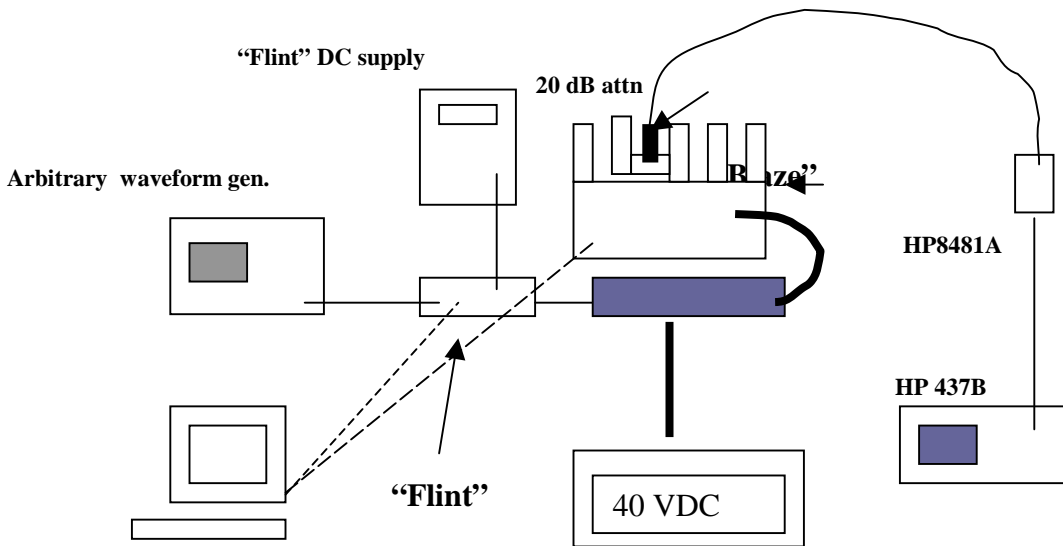 “Flint” DC supply
20 dB attn
Arbitrary waveform gen.
HP8481A
HP 437B
“Flint”
40 VDC